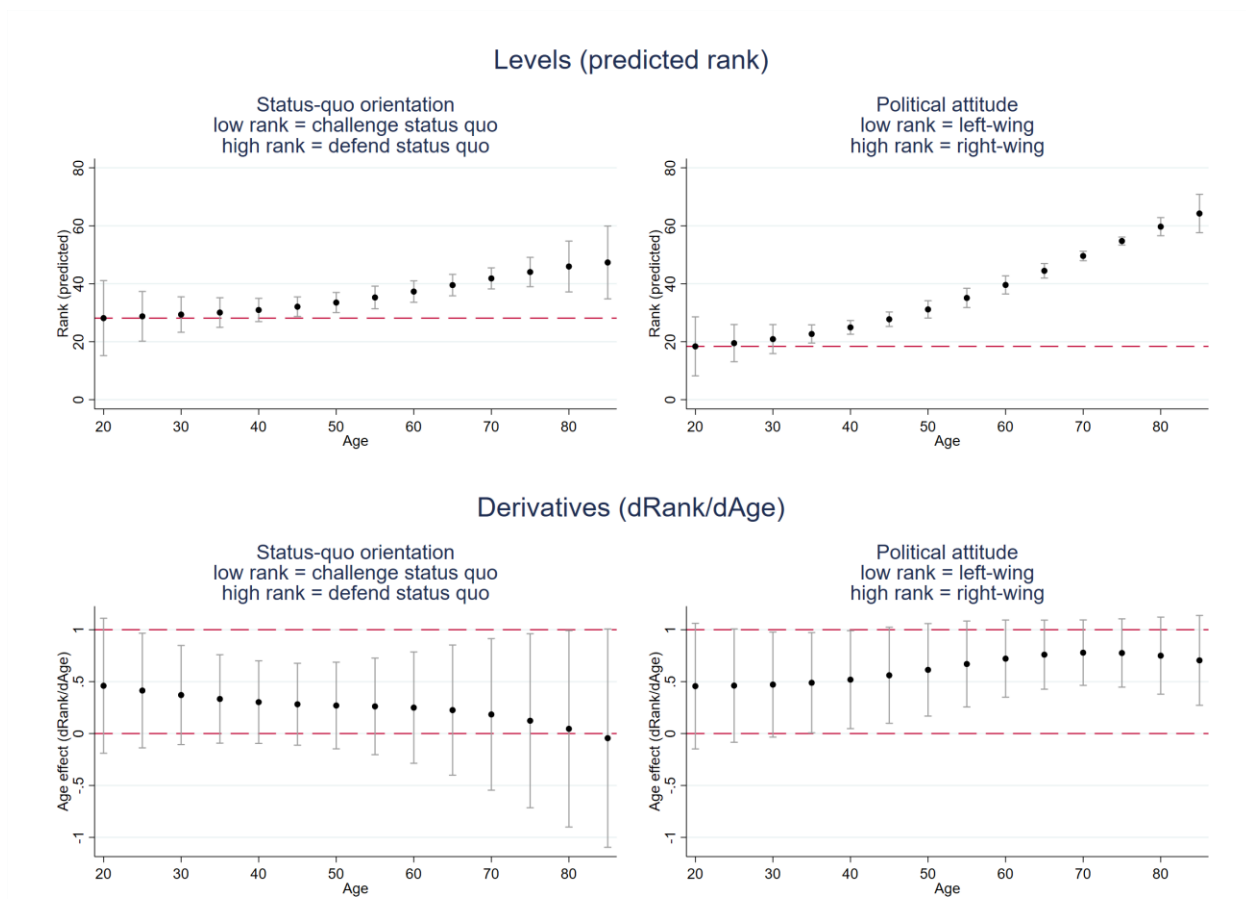 Levels (predicted rank)
Status-quo orientation
low rank = challenge status quo
high rank = defend status quo
Rank (predicted)
80
60
40
20
0
20 30 40 50 60 70 80
Age
Political attitude
low rank = left-wing
high rank = right-wing
Rank (predicted)
80
60
40
20
0
20 30 40 50 60 70 80
Age
Derivatives (dRank/dAge)
Status-quo orientation
low rank = challenge status quo
high rank = defend status quo
Age effect (dRank/dAge)
1
.5
0
-.5
-1
20 30 40 50 60 70 80
Age
Political attitude
low rank = left-wing
high rank = right-wing
Age effect (dRank/dAge)
1
.5
0
-.5
-1
20 30 40 50 60 70 80
Age